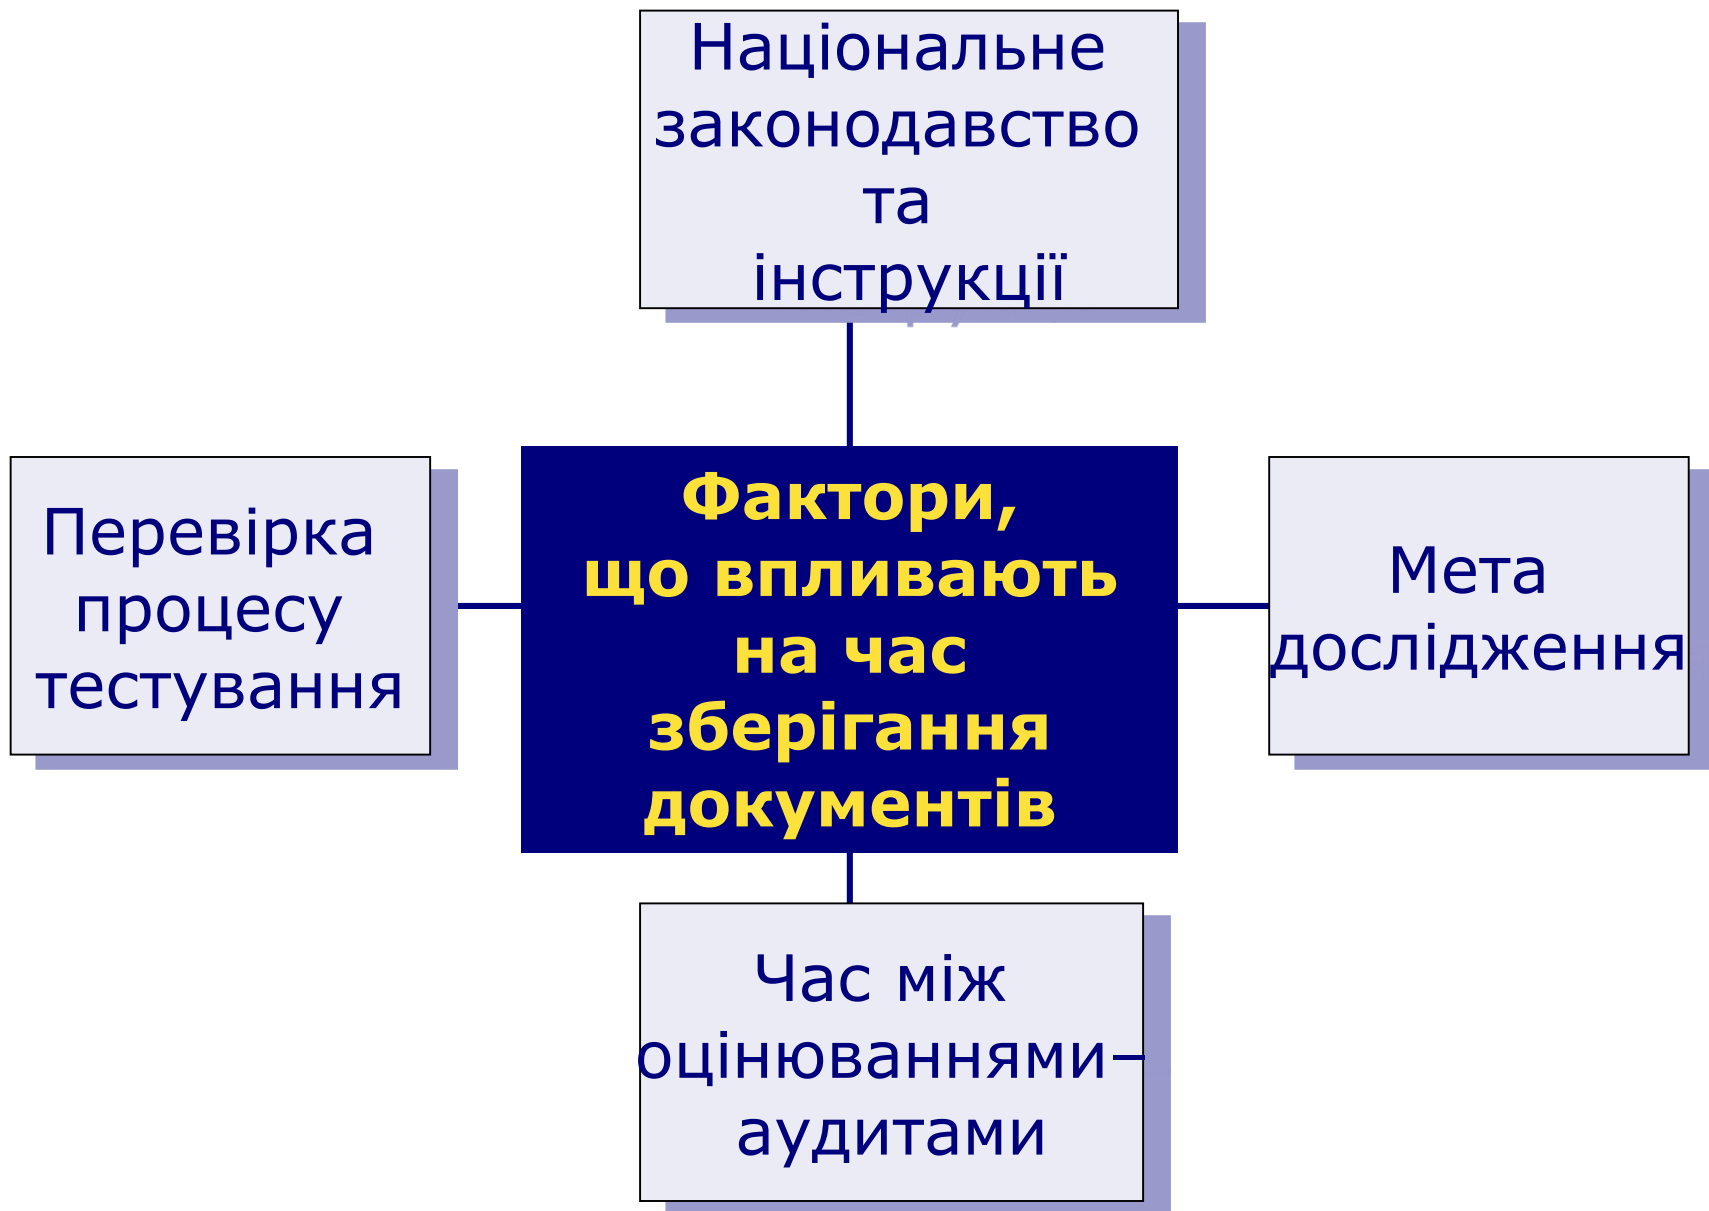 Національне
законодавство
та
інструкції
Перевірка
процесу
тестування
Фактори,
що впливають
на час
зберігання
документів
Мета
дослідження
Час між
оцінюваннями–
аудитами